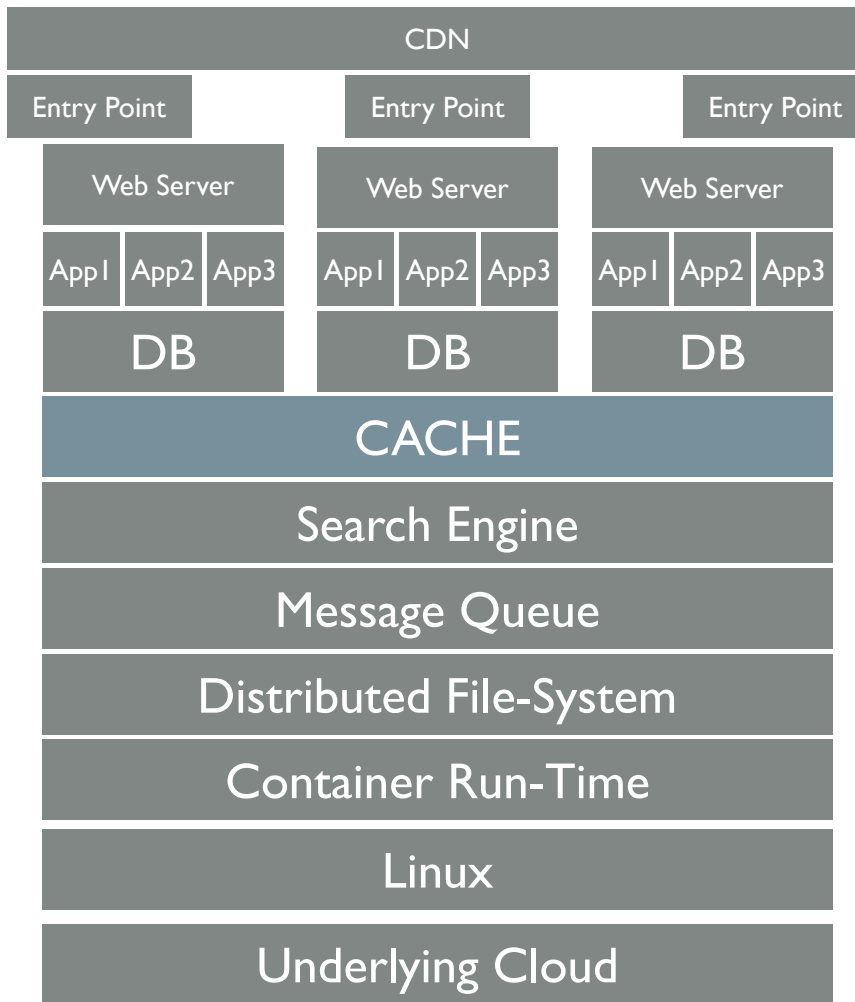 CDN
Entry Point
Entry Point
Entry Point
Web Server
Web Server
Web Server
App1
App2
App3
App1
App2
App3
App1
App2
App3
DB
DB
DB
CACHE
Search Engine
Message Queue
Distributed File-System
Container Run-Time
Linux
Underlying Cloud